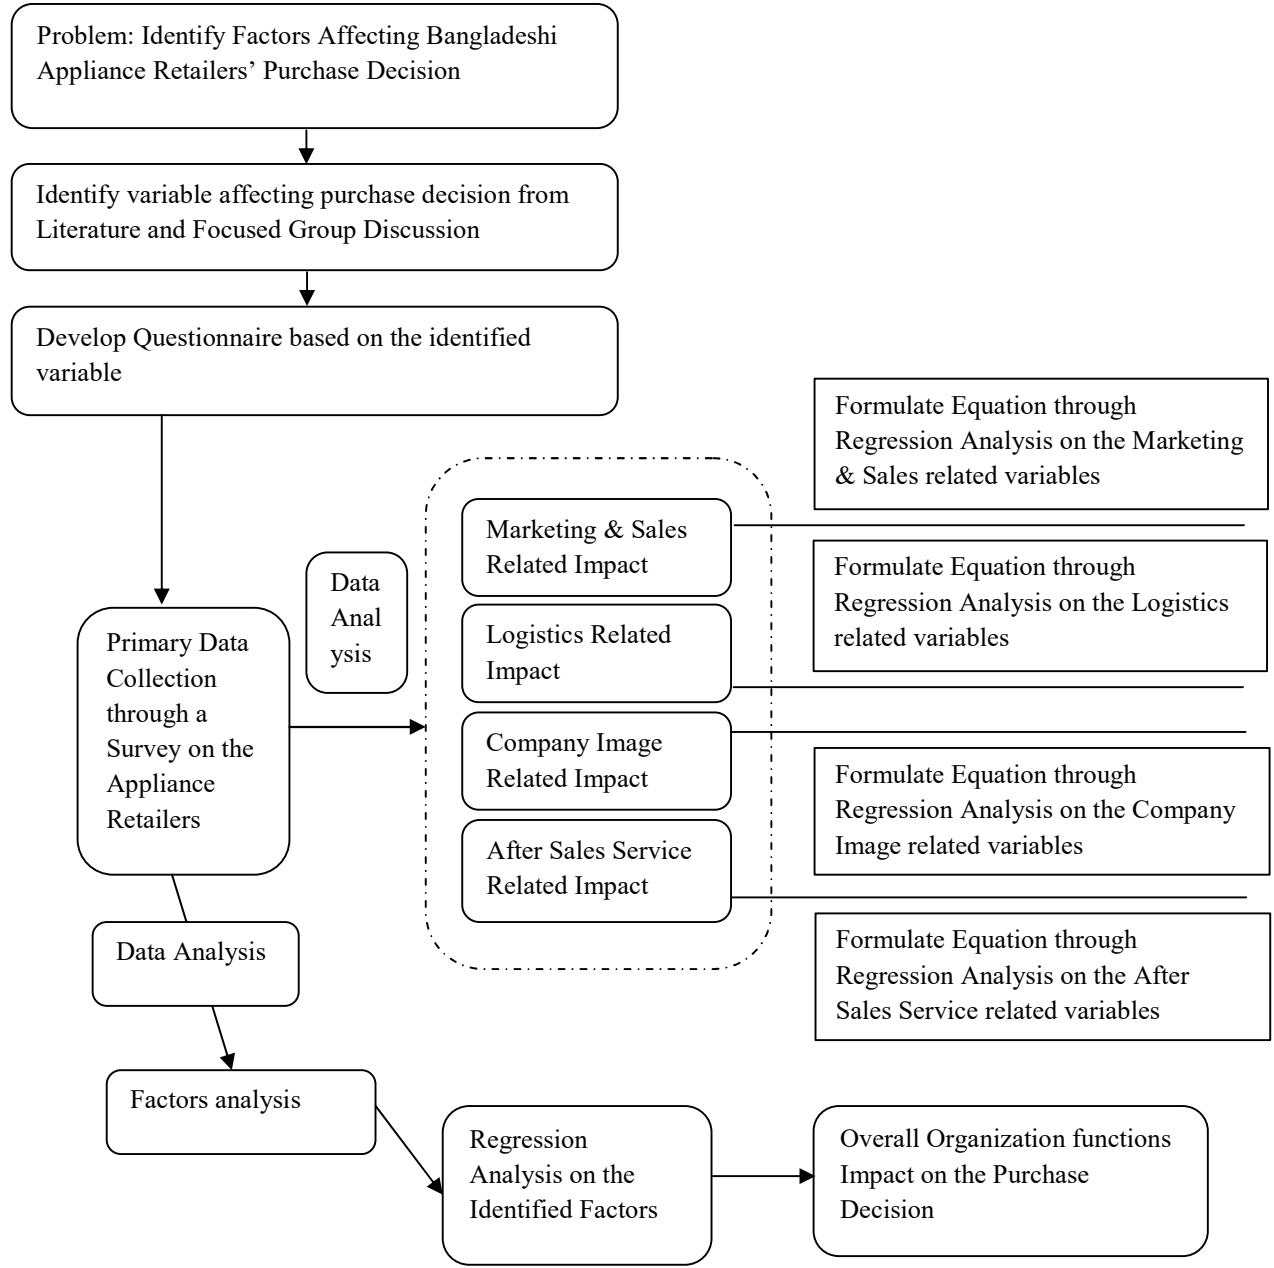 Problem: Identify Factors Affecting Bangladeshi
Appliance Retailers’ Purchase Decision
Identify variable affecting purchase decision from
Literature and Focused Group Discussion
Develop Questionnaire based on the identified
variable
Primary Data
Collection
through a
Survey on the
Appliance
Retailers
Data
Anal
ysis
Marketing & Sales
Related Impact
Logistics Related
Impact
Company Image
Related Impact
After Sales Service
Related Impact
Formulate Equation through
Regression Analysis on the Marketing
& Sales related variables
Formulate Equation through
Regression Analysis on the Logistics
related variables
Formulate Equation through
Regression Analysis on the Company
Image related variables
Formulate Equation through
Regression Analysis on the After
Sales Service related variables
Data Analysis
Factors analysis
Regression
Analysis on the
Identified Factors
Overall Organization functions
Impact on the Purchase
Decision